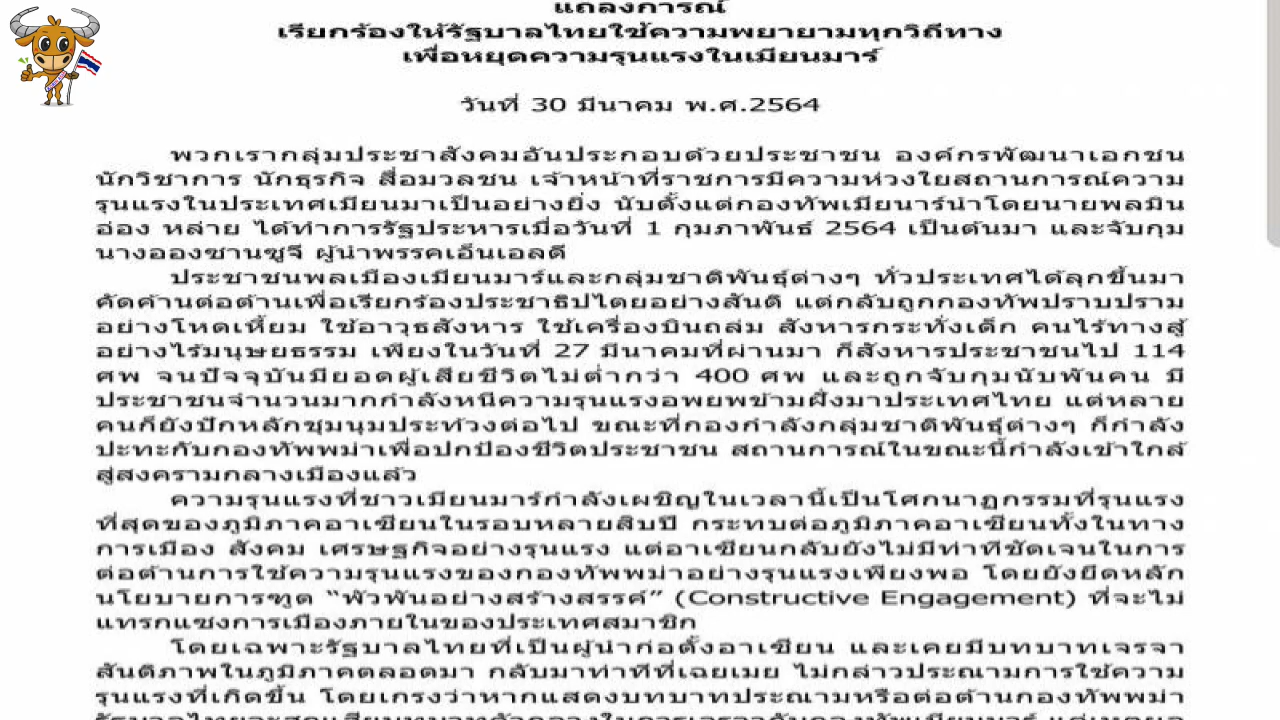 แถลงการณ์
เรียกร้องให้รัฐบาลไทยใช้ความพยายามทุกวิถีทาง
เพื่อหยุดความรุนแรงในเมียนมาร์
วันที่ 30 มีนาคม พ.ศ.2564
พวกเรากลุ่มประชาสังคมอันประกอบด้วยประชาชน องค์กรพัฒนาเอกชน
นักวิชาการ นักธุรกิจ สื่อมวลชน เจ้าหน้าที่ราชการมีความห่วงใยสถานการณ์ความ
รุนแรงในประเทศเมียนมาเป็นอย่างยิ่ง นับตั้งแต่กองทัพเมียนาร์นำโดยนายพลมิน
อ่อง หล่าย ได้ทำการรัฐประหารเมื่อวันที่ 1 กุมภาพันธ์ 2564 เป็นต้นมา และจับกุม
นางอองซานซูจี ผู้นำพรรคเอ็นเอลดี
ประชาชนพลเมืองเมียนมาร์และกลุ่มชาติพันธุ์ต่างๆ ทั่วประเทศได้ลุกขึ้นมา
คัดค้านต่อต้านเพื่อเรียกร้องประชาธิปไตยอย่างสันติ แต่กลับถูกกองทัพปราบปราม
อย่างโหดเหี้ยม ใช้อาวุธสังหาร ใช้เครื่องบินถล่ม สังหารกระทั่งเด็ก คนไร้ทางสู้
อย่างไร้มนุษยธรรม เพียงในวันที่ 27 มีนาคมที่ผ่านมา ก็สังหารประชาชนไป 114
ศพ จนปัจจุบันมียอดผู้เสียชีวิตไม่ต่ำกว่า 400 ศพ และถูกจับกุมนับพันคน มี
ประชาชนจำนวนมากกำลังหนีความรุนแรงอพยพข้ามฝั่งมาประเทศไทย แต่หลาย
คนก็ยังปักหลักชุมนุมประท้วงต่อไป ขณะที่กองกำลังกลุ่มชาติพันธุ์ต่างๆ ก็กำลัง
ปะทะกับกองทัพพม่าเพื่อปกป้องชีวิตประชาชน สถานการณ์ในขณะนี้กำลังเข้าใกล้
สู่สงครามกลางเมืองแล้ว
ความรุนแรงที่ชาวเมียนมาร์กำลังเผชิญในเวลานี้เป็นโศกนาฏกรรมที่รุนแรง
ที่สุดของภูมิภาคอาเซียนในรอบหลายสิบปี กระทบต่อภูมิภาคอาเซียนทั้งในทาง
การเมือง สังคม เศรษฐกิจอย่างรุนแรง แต่อาเซียนกลับยังไม่มีท่าทีชัดเจนในการ
ต่อต้านการใช้ความรุนแรงของกองทัพพม่าอย่างรุนแรงเพียงพอ โดยยังยึดหลัก
นโยบายการฑูต “พัวพันอย่างสร้างสรรค์” (Constructive Engagement) ที่จะไม่
แทรกแซงการเมืองภายในของประเทศสมาชิก
โดยเฉพาะรัฐบาลไทยที่เป็นผู้นำก่อตั้งอาเซียน และเคยมีบทบาทเจรจา
สันติภาพในภูมิภาคตลอดมา กลับมาท่าทีที่เฉยเมย ไม่กล่าวประณามการใช้ความ
รุนแรงที่เกิดขึ้น โดยเกรงว่าหากแสดงบทบาทประณามหรือต่อต้านกองทัพพม่า